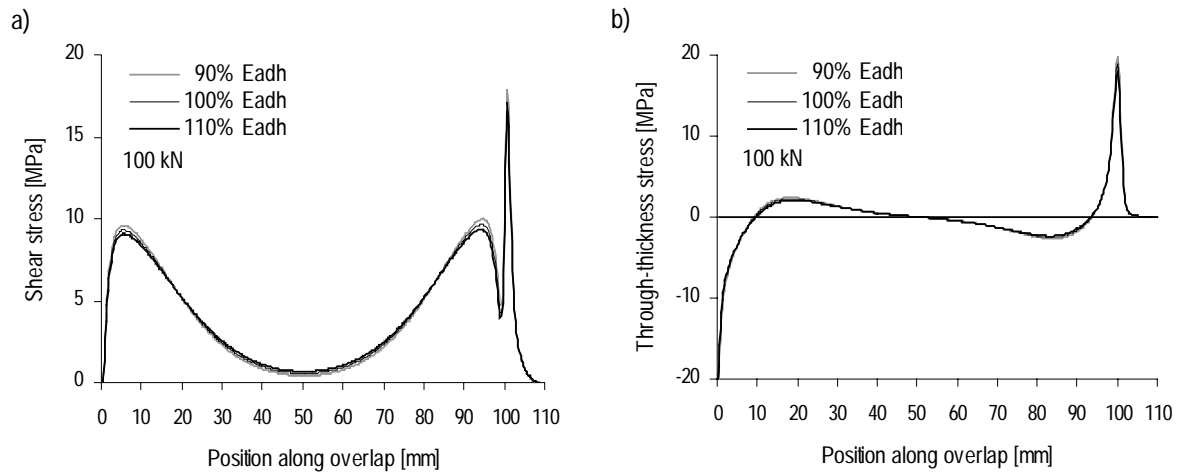 a)
Shear stress [MPa]
20
15
10
5
0
90% Eadh
100% Eadh
110% Eadh
100 kN
0 10 20 30 40 50 60 70 80 90 100 110
Position along overlap [mm]
b)
Through-thickness stress [MPa]
20
10
0
-10
-20
90% Eadh
100% Eadh
110% Eadh
100 kN
0 10 20 30 40 50 60 70 80 90 100 110
Position along overlap [mm]